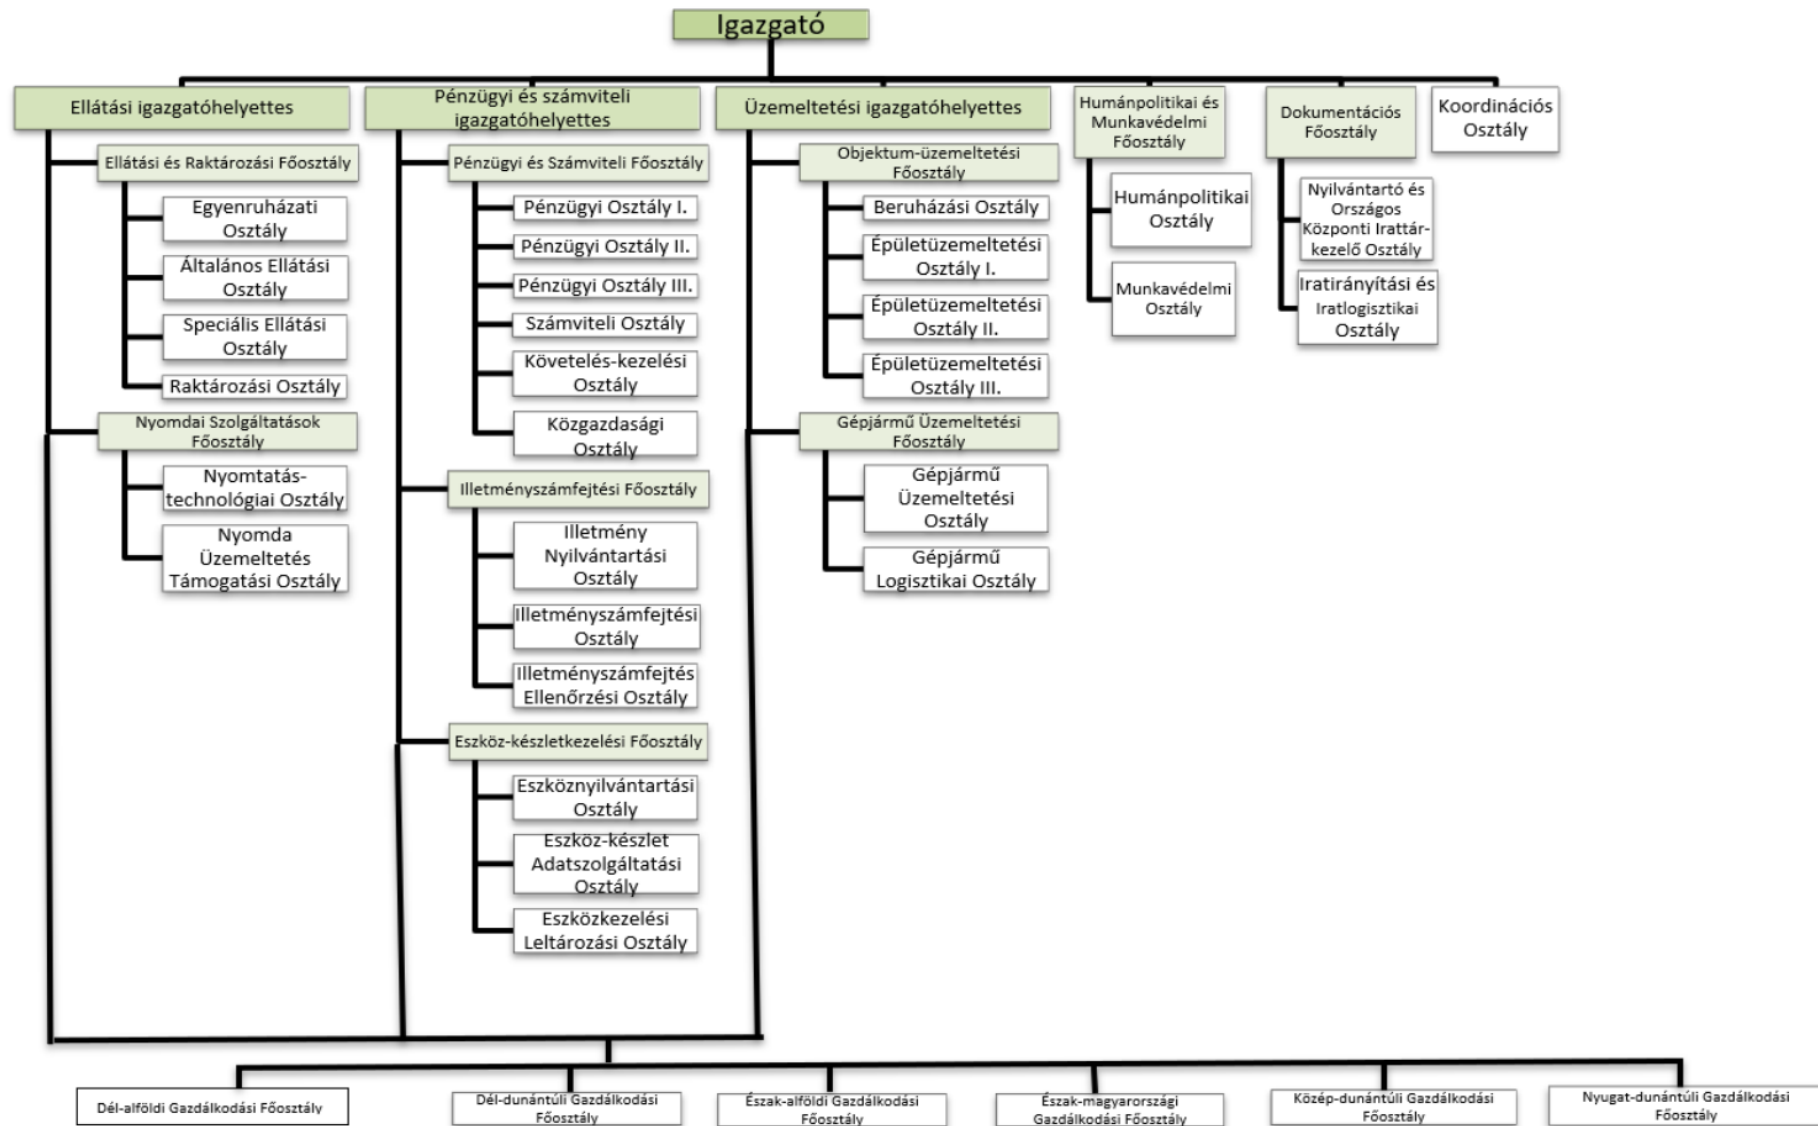 Igazgató
Ellátási igazgatóhelyettes
Ellátási és Raktározási Főosztály
Egyenruházati
Osztály
Általános Ellátási
Osztály
Speciális Ellátási
Osztály
Raktározási Osztály
Nyomdai Szolgáltatások
Főosztály
Nyomtatás-
technológiai Osztály
Nyomda
Üzemeltetés
Támogatási Osztály
Pénzügyi és számviteli
igazgatóhelyettes
Pénzügyi és Számviteli Főosztály
Pénzügyi Osztály I.
Pénzügyi Osztály II.
Pénzügyi Osztály III.
Számviteli Osztály
Követelés-kezelési
Osztály
Közgazdasági
Osztály
Illetményszámfejtési Főosztály
Illetmény
Nyilvántartási
Osztály
Illetményszámfejtési
Osztály
Illetményszámfejtés
Ellenőrzési Osztály
Eszköz-készletkezelési Főosztály
Eszköznyilvántartási
Osztály
Eszköz-készlet
Adatszolgáltatási
Osztály
Eszközkezelési
Leltározási Osztály
Üzemeltetési igazgatóhelyettes
Objektum-üzemeltetési
Főosztály
Beruházási Osztály
Épületüzemeltetési
Osztály I.
Épületüzemeltetési
Osztály II.
Épületüzemeltetési
Osztály III.
Gépjármű Üzemeltetési
Főosztály
Gépjármű
Üzemeltetési
Osztály
Gépjármű
Logisztikai Osztály
Humánpolitikai és
Munkavédelmi
Főosztály
Humánpolitikai
Osztály
Munkavédelmi
Osztály
Dokumentációs
Főosztály
Nyilvántartó és
Országos
Központi Irattár-
kezelő Osztály
Iratirányítási és
Iratlogisztikai
Osztály
Koordinációs
Osztály
Dél-alföldi Gazdálkodási Főosztály
Dél-dunántúli Gazdálkodási
Főosztály
Észak-alföldi Gazdálkodási
Főosztály
Észak-magyarországi
Gazdálkodási Főosztály
Közép-dunántúli Gazdálkodási
Főosztály
Nyugat-dunántúli Gazdálkodási
Főosztály